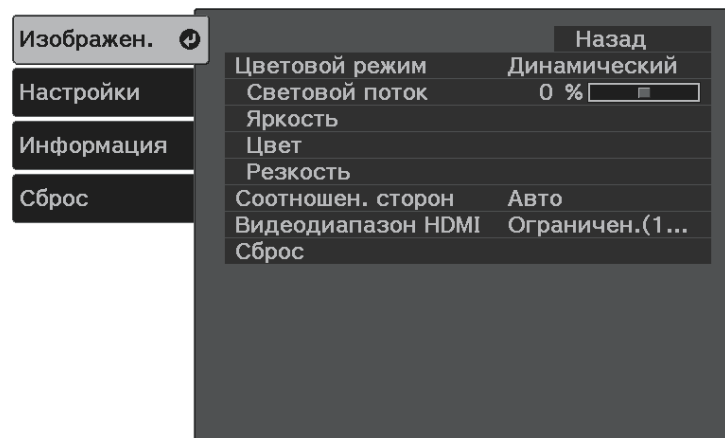 Изображен.
Настройки
Информация
Сброс
Назад
Цветовой режим Динамический
Световой поток 0 %
Яркость
Цвет
Резкость
Соотношен. сторон Авто
Видеодиапазон HDMI Ограничен.(1...
Сброс